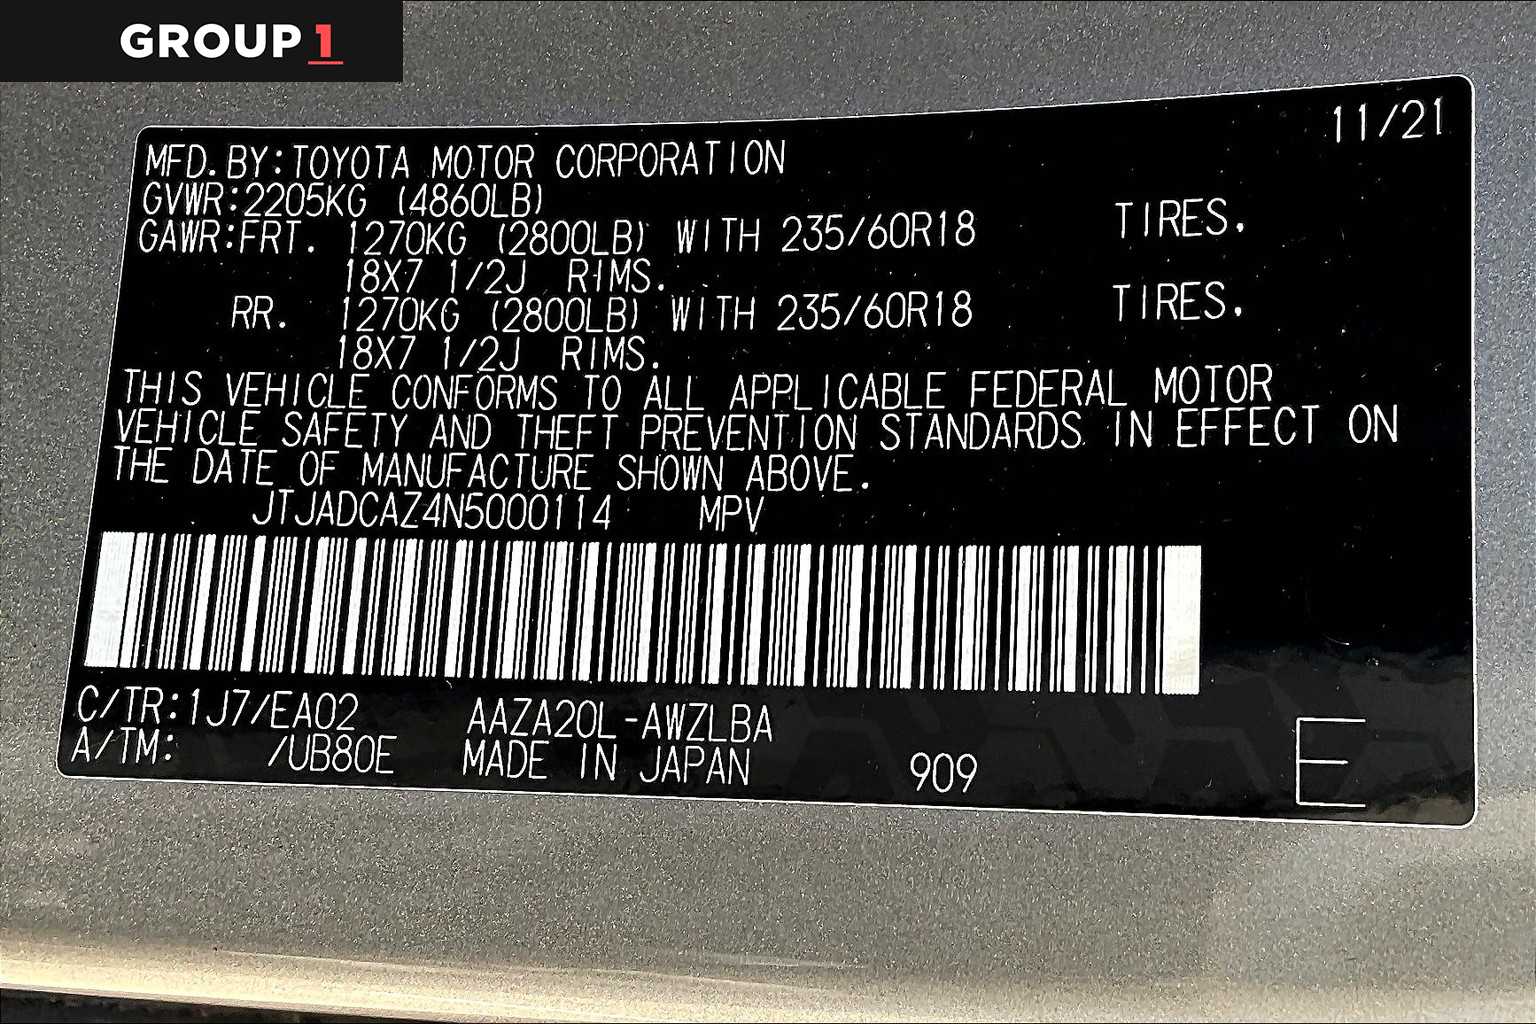 GROUP 1
11/21
MFD. BY:TOYOTA MOTOR CORPORATION
GVWR:2205KG (4860LB)
GAWR:FRT. 1270KG (2800LB) WITH 235/60R18 TIRES.
18X7 1/2J RIMS.
RR. 1270KG (2800LB) WITH 235/60R18 TIRES.
18X7 1/2J RIMS.
THIS VEHICLE CONFORMS TO ALL APPLICABLE FEDERAL MOTOR
VEHICLE SAFETY AND THEFT PREVENTION STANDARDS IN EFFECT ON
THE DATE OF MANUFACTURE SHOWN ABOVE.
JTJADCAZ4N5000114 MPV
C/TR:1J7/EA02 AAZA20L-AWZLBA
A/TM: /UB80E MADE IN JAPAN 909 E